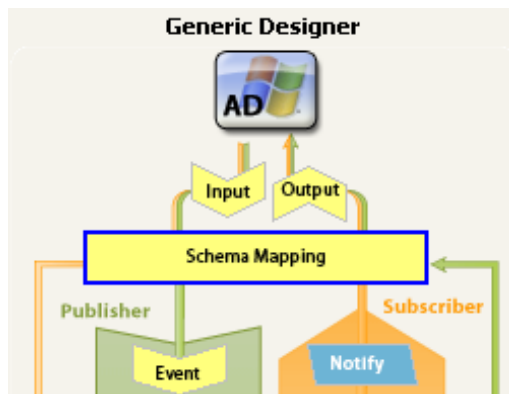 Generic Designer
AD
Input
Output
Schema Mapping
Publisher
Subscriber
Event
Notify